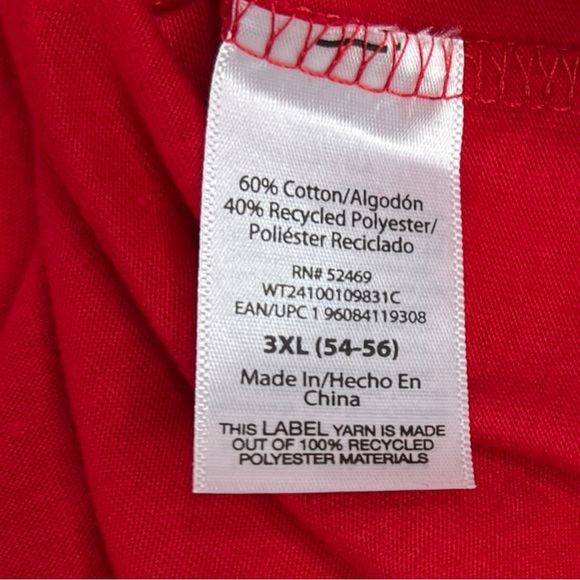 60% Cotton/Algodón
40% Recycled Polyester/
Poliéster Reciclado
RN# 52469
WT24100109831C
EAN/UPC 1 96084119308
3XL (54-56)
Made In/Hecho En
China
THIS LABEL YARN IS MADE
OUT OF 100% RECYCLED
POLYESTER MATERIALS